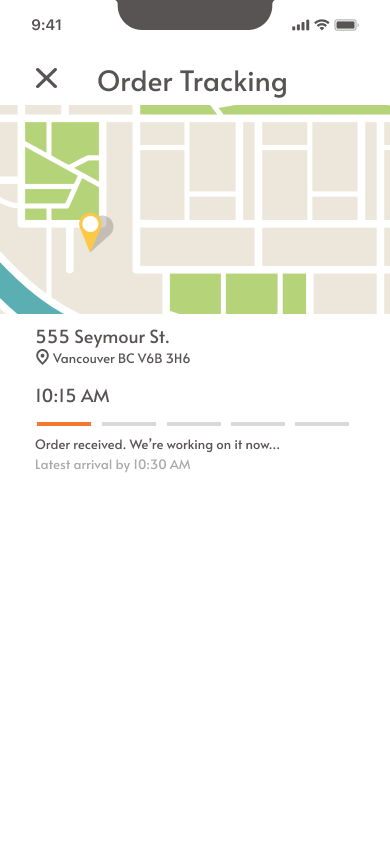 9:41
Order Tracking
555 Seymour St.
Vancouver BC V6B 3H6
10:15 AM
Order received. We're working on it now...
Latest arrival by 10:30 AM